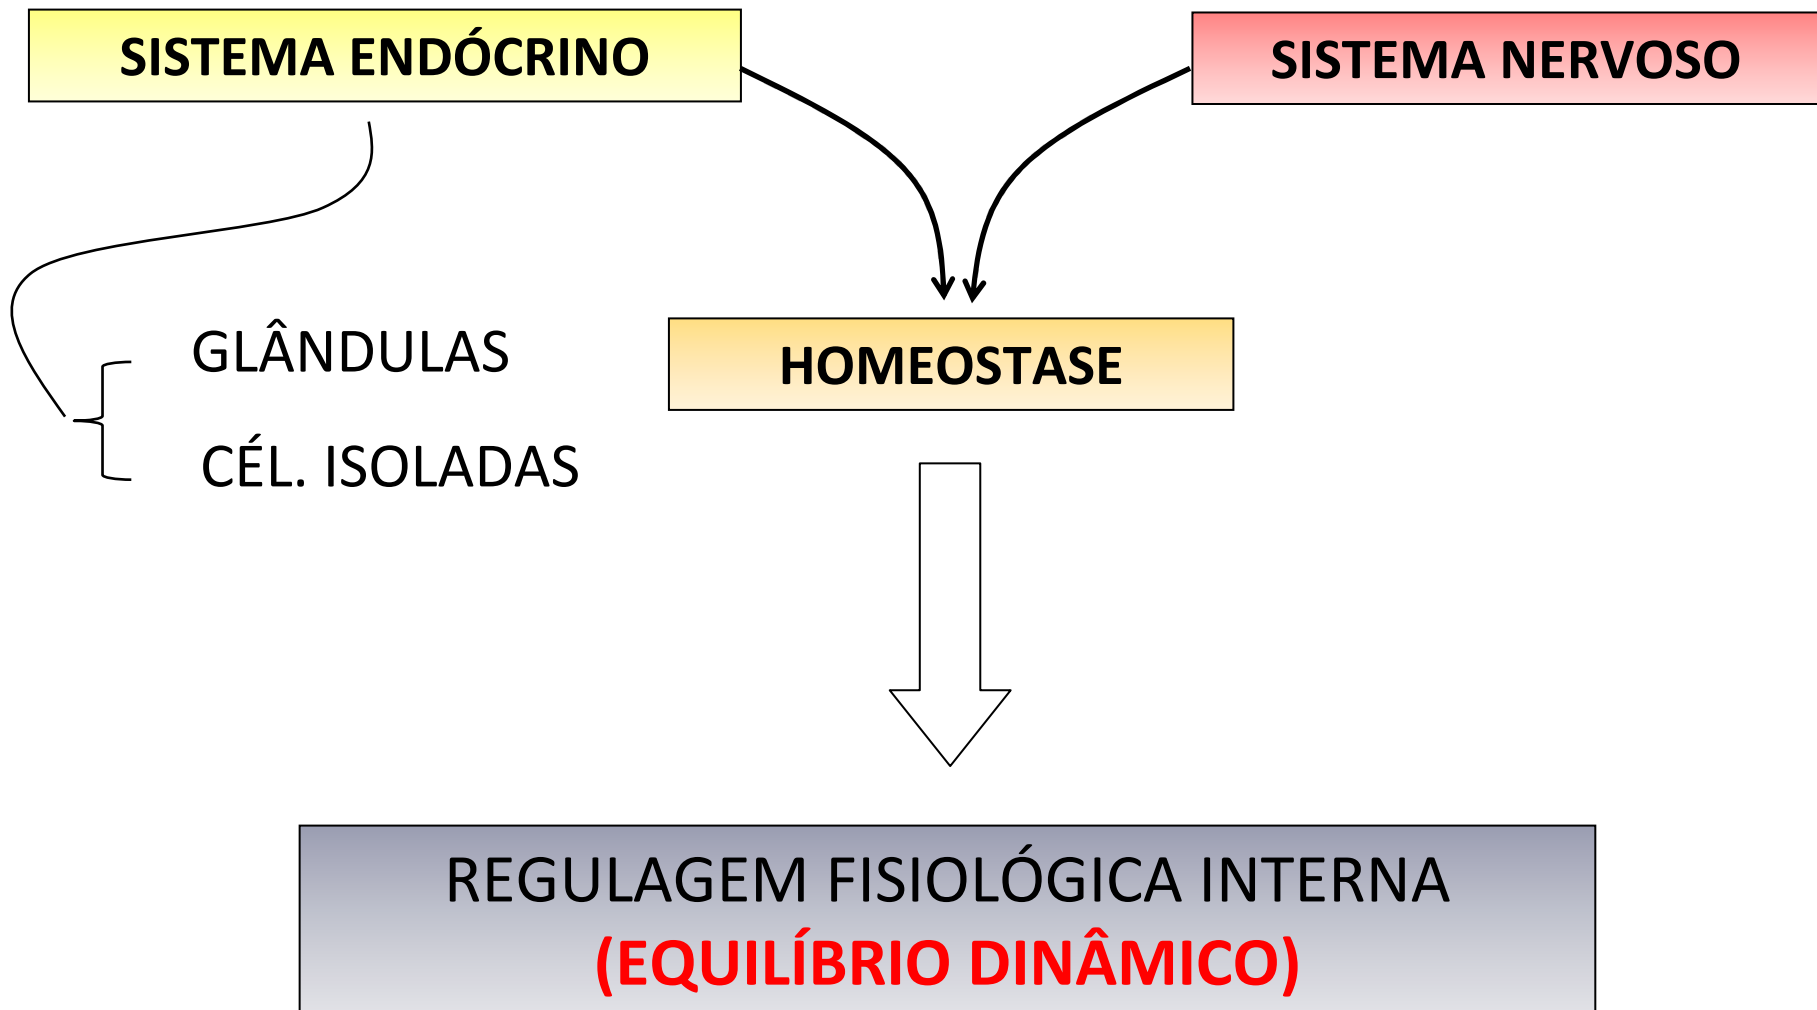 SISTEMA ENDÓCRINO
SISTEMA NERVOSO
GLÂNDULAS
HOMEOSTASE
CÉL. ISOLADAS
REGULAGEM FISIOLÓGICA INTERNA
(EQUILÍBRIO DINÂMICO)